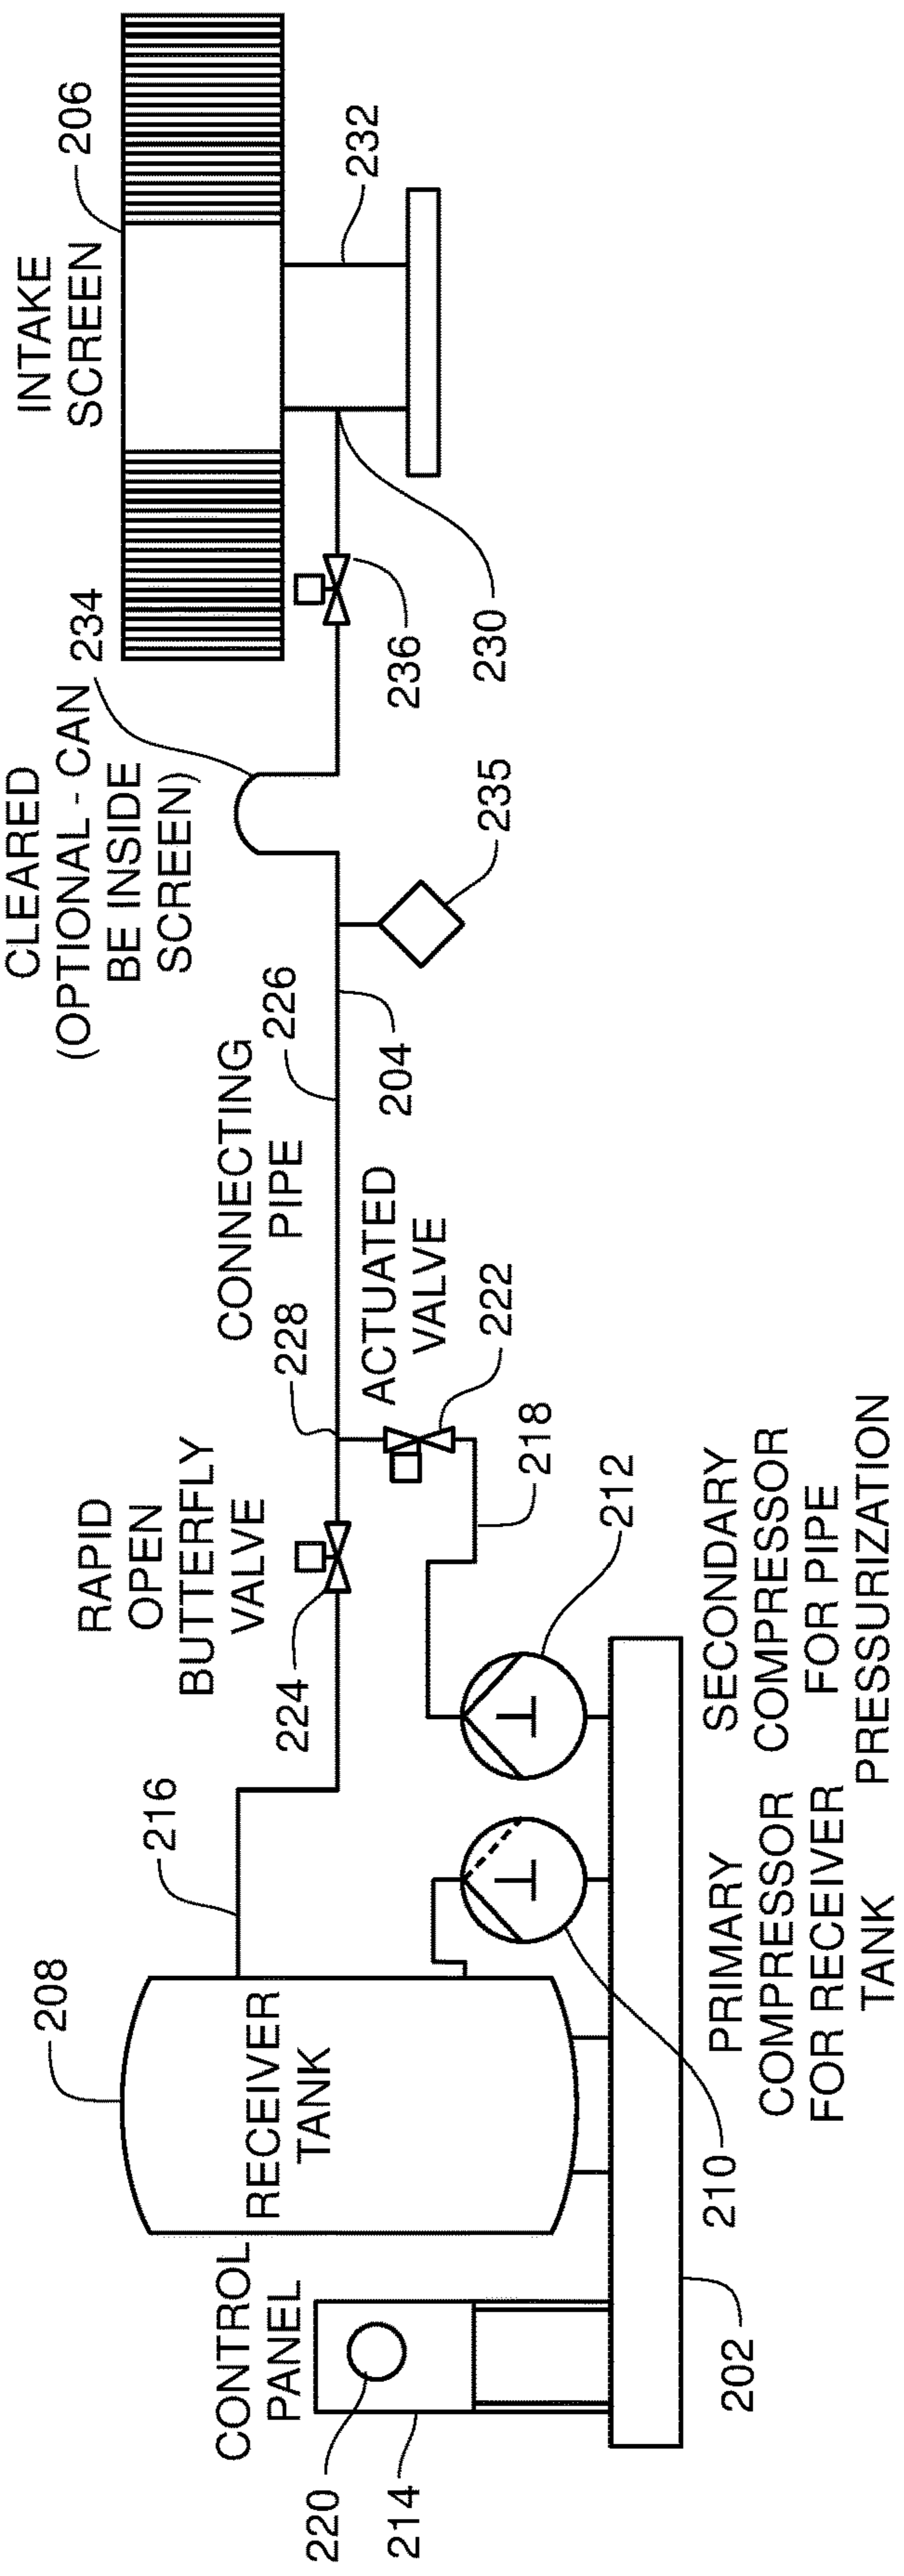 INTAKE
SCREEN
206
232
CLEARED
(OPTIONAL - CAN
BE INSIDE
SCREEN)
234
236
230
235
CONNECTING
PIPE
226
204
228
ACTUATED
VALVE
222
218
RAPID
OPEN
BUTTERFLY
VALVE
224
216
212
SECONDARY
COMPRESSOR
FOR PIPE
PRESSURIZATION
208
RECEIVER
TANK
PRIMARY
COMPRESSOR
FOR RECEIVER
TANK
210
CONTROL
PANEL
220
214
202